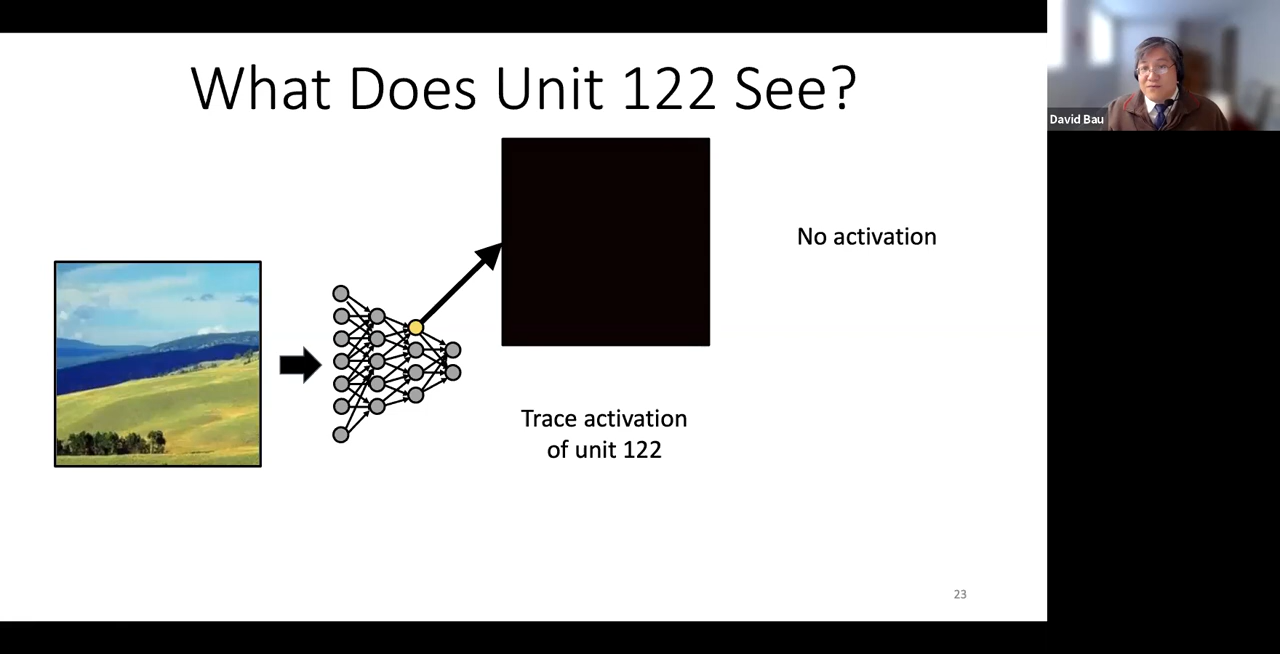 What Does Unit 122 See?
David Bau
No activation
Trace activation
of unit 122
23